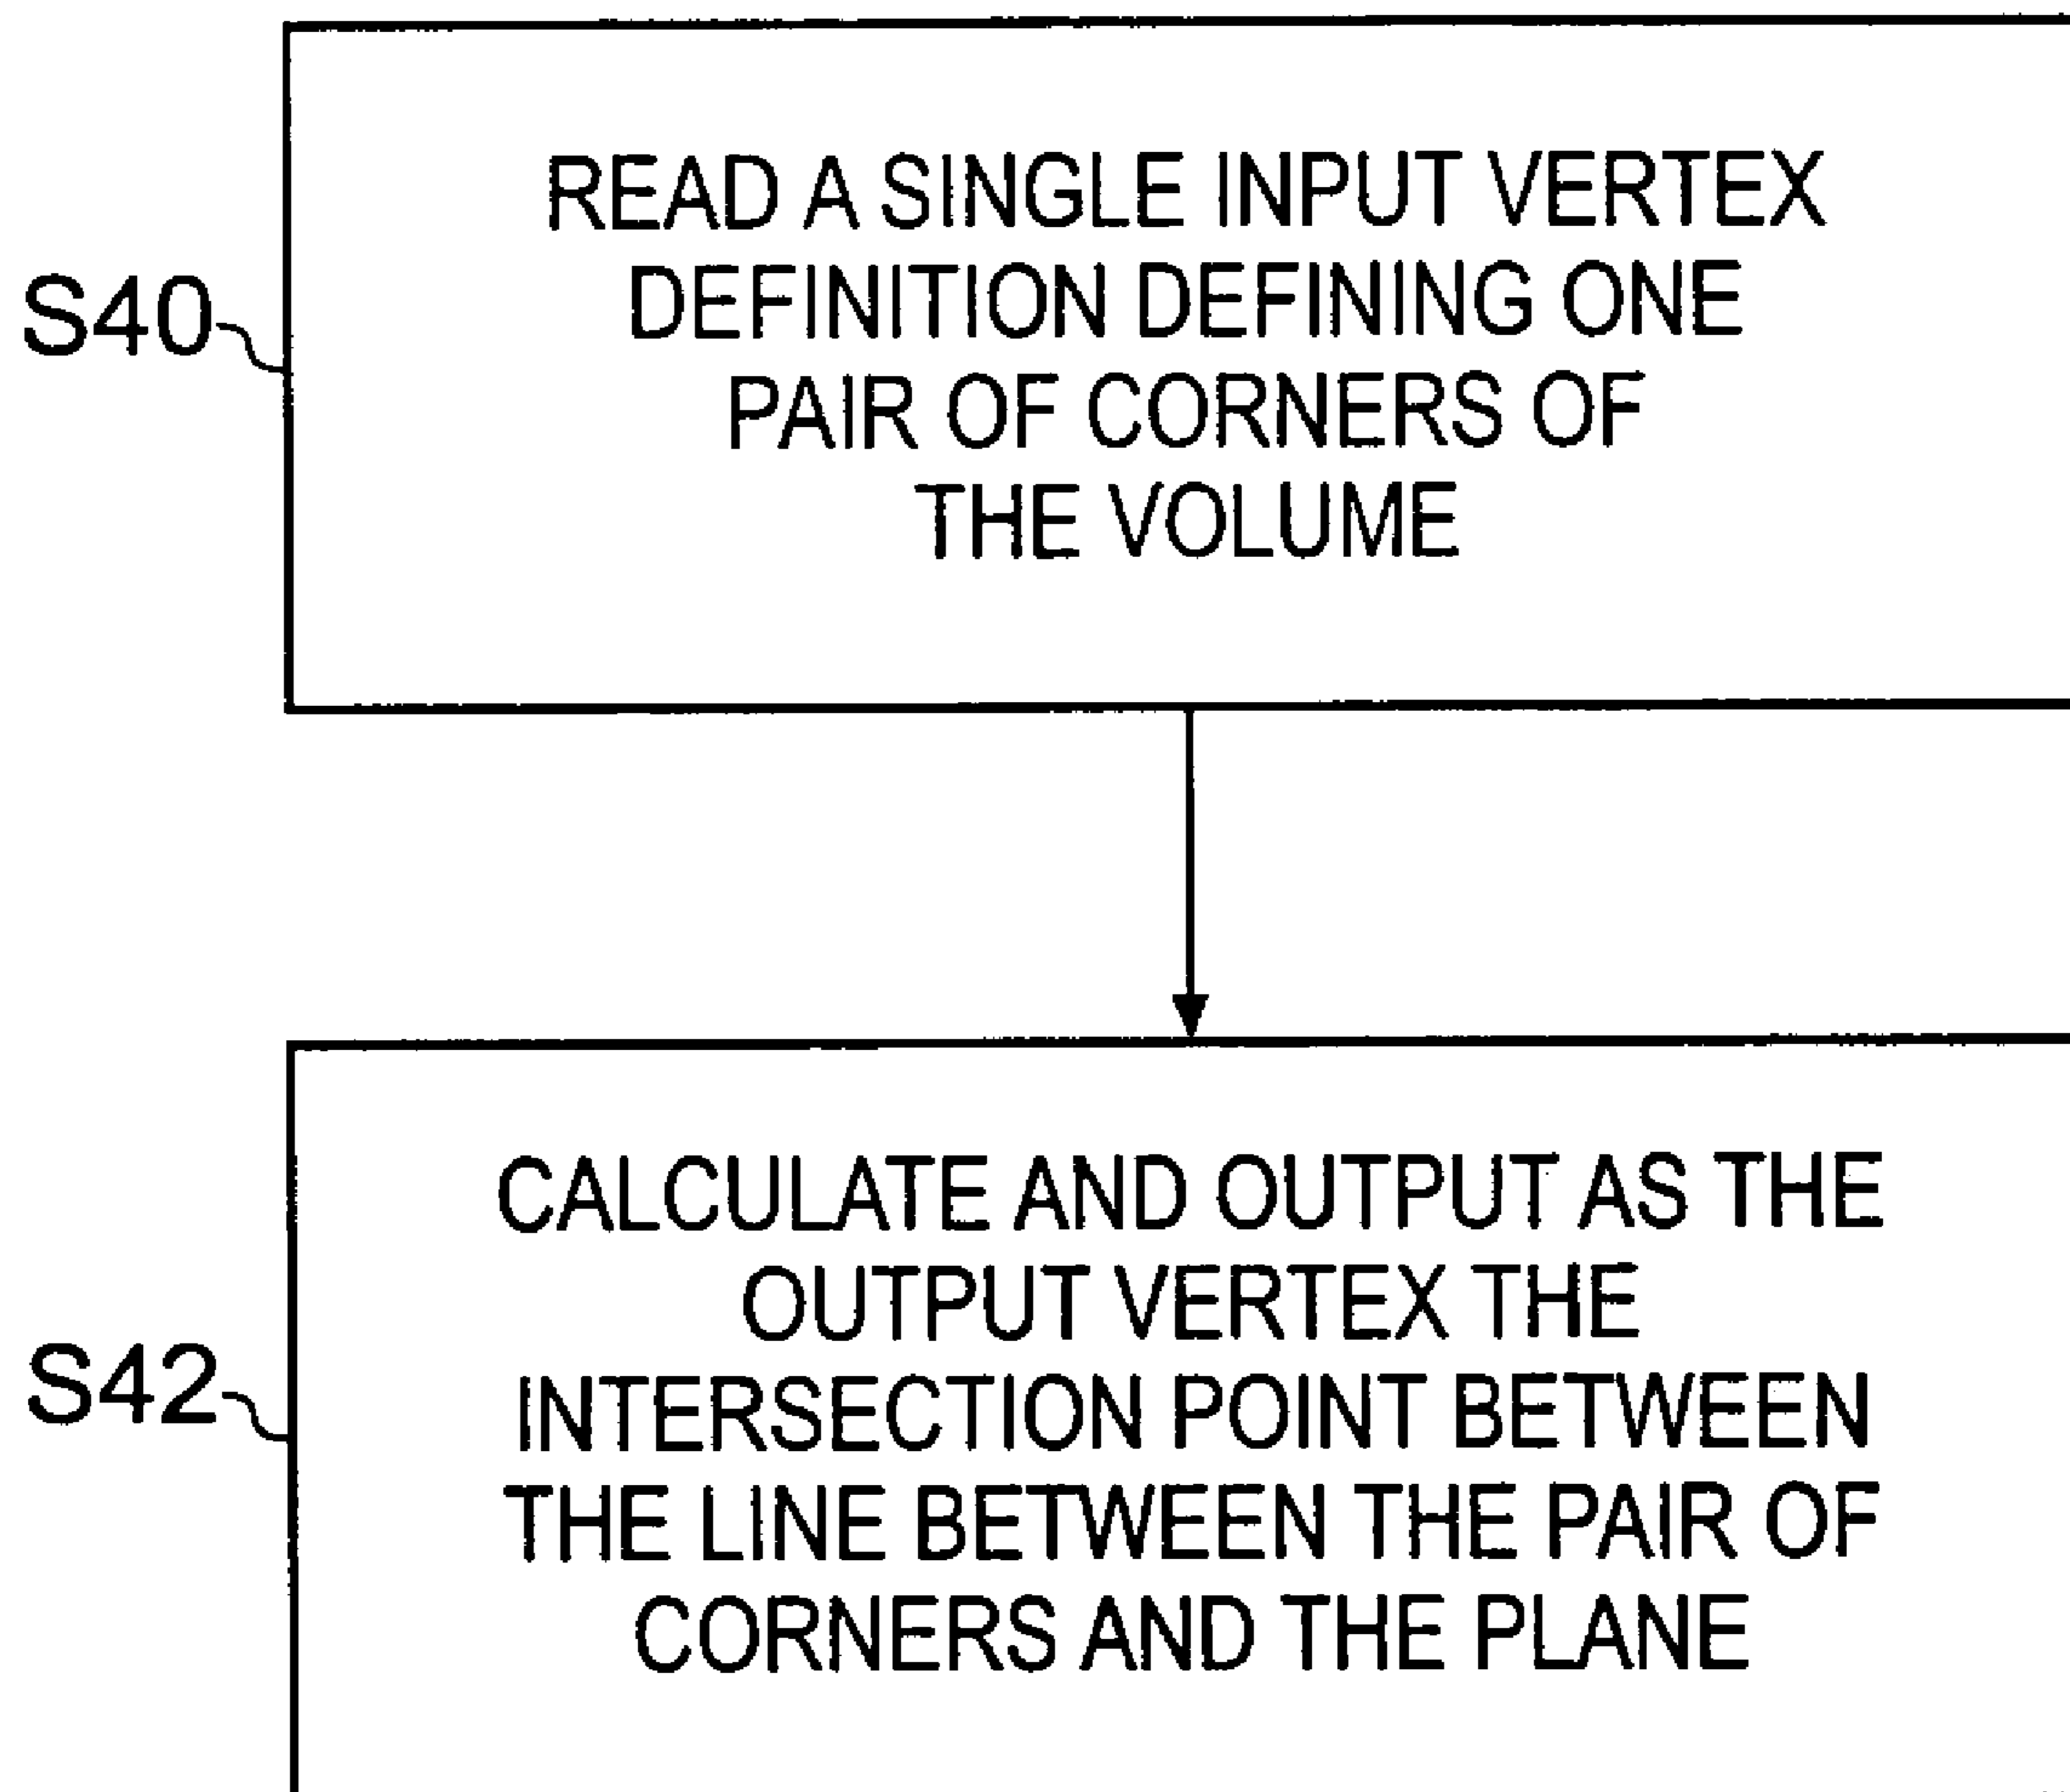 READ A SINGLE INPUT VERTEX
DEFINITION DEFINING ONE
PAIR OF CORNERS OF
THE VOLUME
S40
CALCULATE AND OUTPUT AS THE
OUTPUT VERTEX THE
INTERSECTION POINT BETWEEN
THE LINE BETWEEN THE PAIR OF
CORNERS AND THE PLANE
S42